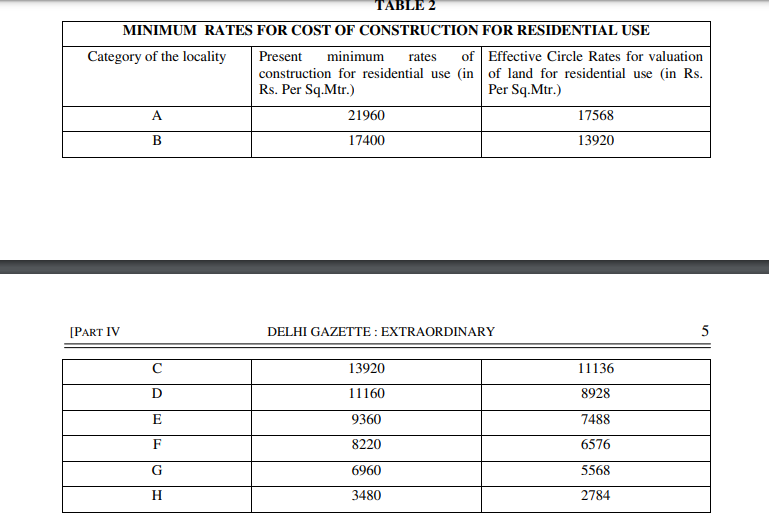 TABLE 2
MINIMUM RATES FOR COST OF CONSTRUCTION FOR RESIDENTIAL USE
Category of the locality
Present minimum rates of
construction for residential use (in
Rs. Per Sq.Mtr.)
Effective Circle Rates for valuation
of land for residential use (in Rs.
Per Sq.Mtr.)
A 21960 17568
B 17400 13920
[PART IV DELHI GAZETTE : EXTRAORDINARY 5
C 13920 11136
D 11160 8928
E 9360 7488
F 8220 6576
G 6960 5568
H 3480 2784